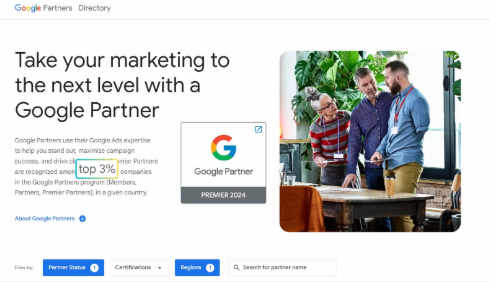 Google Partners Directory
Take your marketing to
the next level with a
Google Partner
Google Partners use their Google Ads expertise
to help you stand out, maximize campaign
success, and drive Premier Partners
are recognized top 3% companies
in the Google Partners program (Members,
Partners, Premier Partners), in a given country.
About Google Partners
Google Partner
PREMIER 2024
Filter by:
Partner Status 1
Certifications
Regions 1
Search for partner name